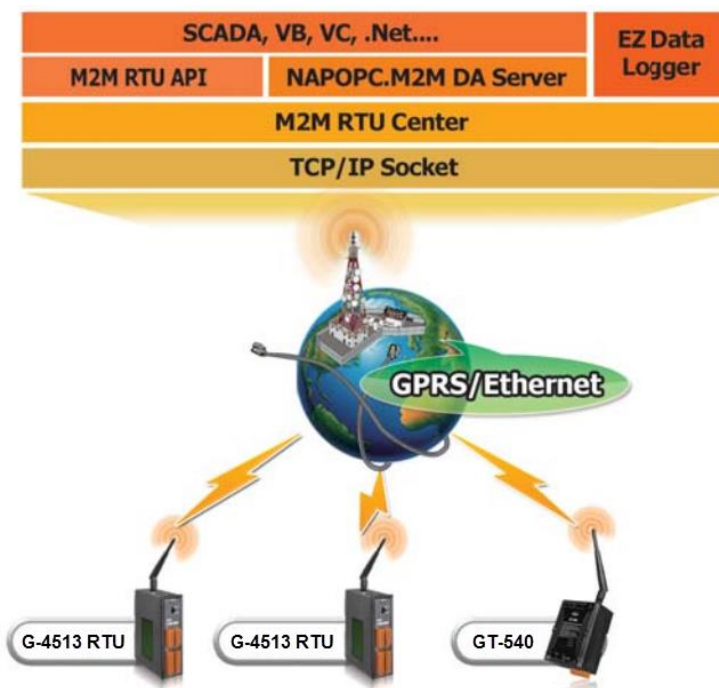 SCADA, VB, VC, .Net....
EZ Data
Logger
M2M RTU API
NAPOPC.M2M DA Server
M2M RTU Center
TCP/IP Socket
GPRS/Ethernet
G-4513 RTU
G-4513 RTU
GT-540